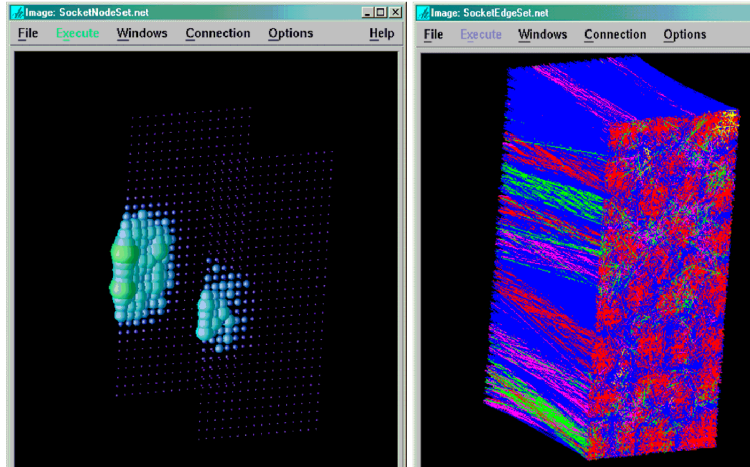 Image: SocketNodeSet.net
File Execute Windows Connection Options Help
Image: SocketEdgeSet.net
File Execute Windows Connection Options